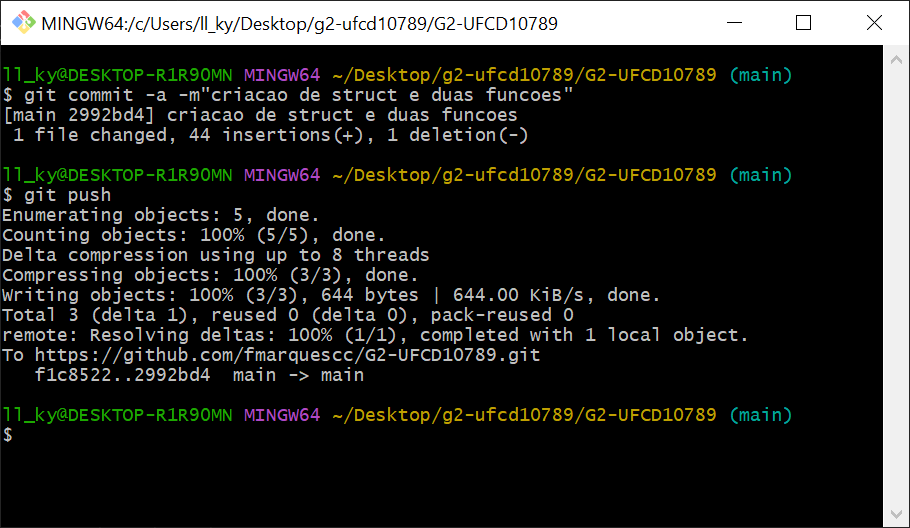 MINGW64:/c/Users/ll_ky/Desktop/g2-ufcd10789/G2-UFCD10789
ll_ky@DESKTOP-R1R9OMN MINGW64 ~/Desktop/g2-ufcd10789/G2-UFCD10789 (main)
$ git commit -a -m"criacao de struct e duas funcoes"
[main 2992bd4] criacao de struct e duas funcoes
 1 file changed, 44 insertions(+), 1 deletion(-)
ll_ky@DESKTOP-R1R9OMN MINGW64 ~/Desktop/g2-ufcd10789/G2-UFCD10789 (main)
$ git push
Enumerating objects: 5, done.
Counting objects: 100% (5/5), done.
Delta compression using up to 8 threads
Compressing objects: 100% (3/3), done.
Writing objects: 100% (3/3), 644 bytes | 644.00 KiB/s, done.
Total 3 (delta 1), reused 0 (delta 0), pack-reused 0
remote: Resolving deltas: 100% (1/1), completed with 1 local object.
To https://github.com/fmarquescc/G2-UFCD10789.git
   f1c8522..2992bd4  main -> main
ll_ky@DESKTOP-R1R9OMN MINGW64 ~/Desktop/g2-ufcd10789/G2-UFCD10789 (main)
$